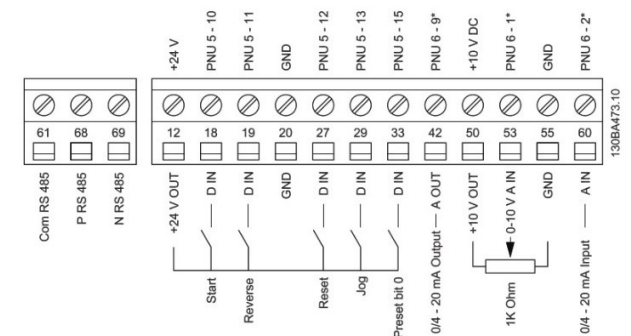 +24 V
PNU 5 - 10
PNU 5 - 11
GND
PNU 5 - 12
PNU 5 - 13
PNU 5 - 15
PNU 6 - 9*
+10 V DC
PNU 6 - 1*
GND
PNU 6 - 2*
61 68 69
12 18 19 20 27 29 33 42 50 53 55 60
Com RS 485
P RS 485
N RS 485
+24 V OUT
D IN
D IN
GND
D IN
D IN
D IN
0/4 - 20 mA Output — A OUT
+10 V OUT
0-10 V A IN
GND
0/4 - 20 mA Input — A IN
Start
Reverse
Reset
Jog
Preset bit 0
1K Ohm
130BA473.10